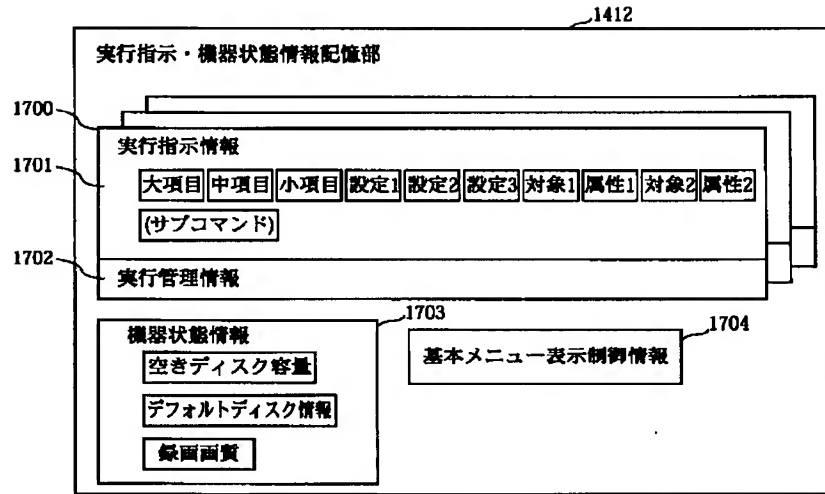 1412
実行指示・機器状態情報記憶部
1700
実行指示情報
1701
大項目 中項目 小項目 設定1 設定2 設定3 対象1 属性1 対象2 属性2
(サブコマンド)
1702
実行管理情報
1703
機器状態情報
1704
空きディスク容量
基本メニュー表示制御情報
デフォルトディスク情報
録画画質